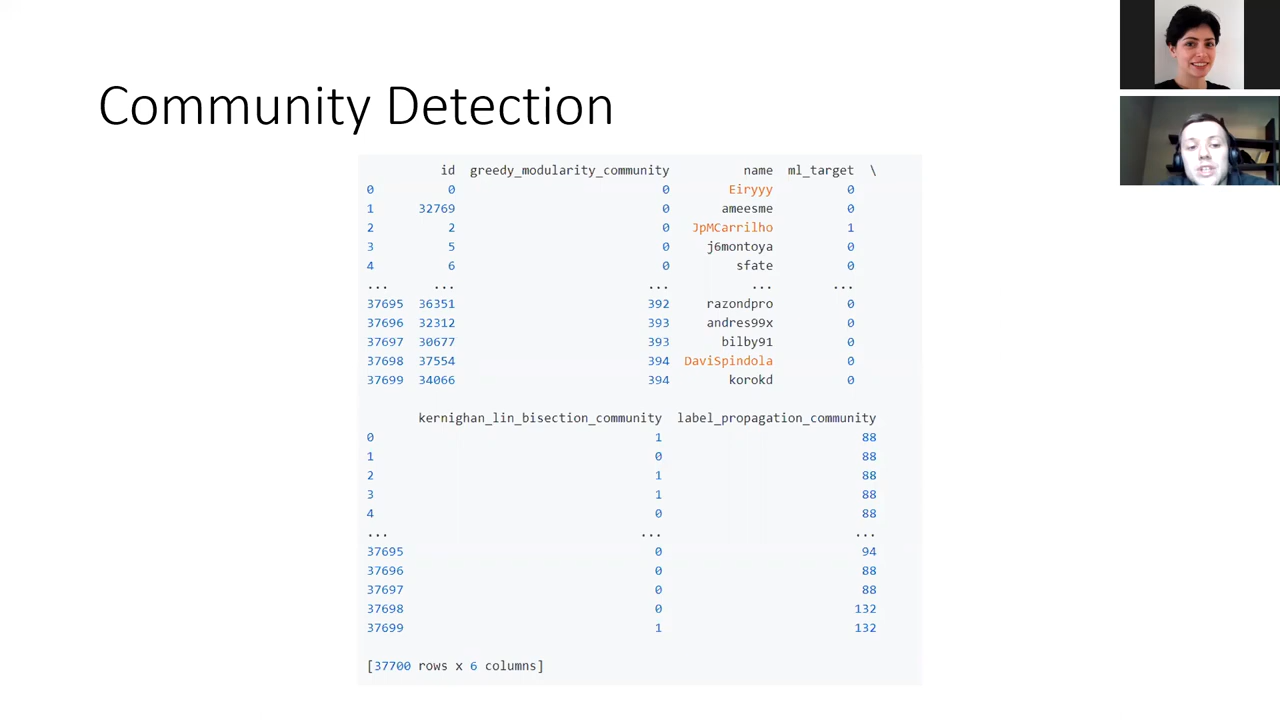 Community Detection
id greedy_modularity_community name ml_target \
0 0 0 Eiryyy 0
1 32769 0 ameesme 0
2 2 0 JpMCarrilho 1
3 5 0 j6montoya 0
4 6 0 sfate 0
... ... ... ... ...
37695 36351 392 razondpro 0
37696 32312 393 andres99x 0
37697 30677 393 bilby91 0
37698 37554 394 DaviSpindola 0
37699 34066 394 korokd 0
kernighan_lin_bisection_community label_propagation_community
0 1 88
1 0 88
2 1 88
3 1 88
4 0 88
... ... ...
37695 0 94
37696 0 88
37697 0 88
37698 0 132
37699 1 132
[37700 rows x 6 columns]